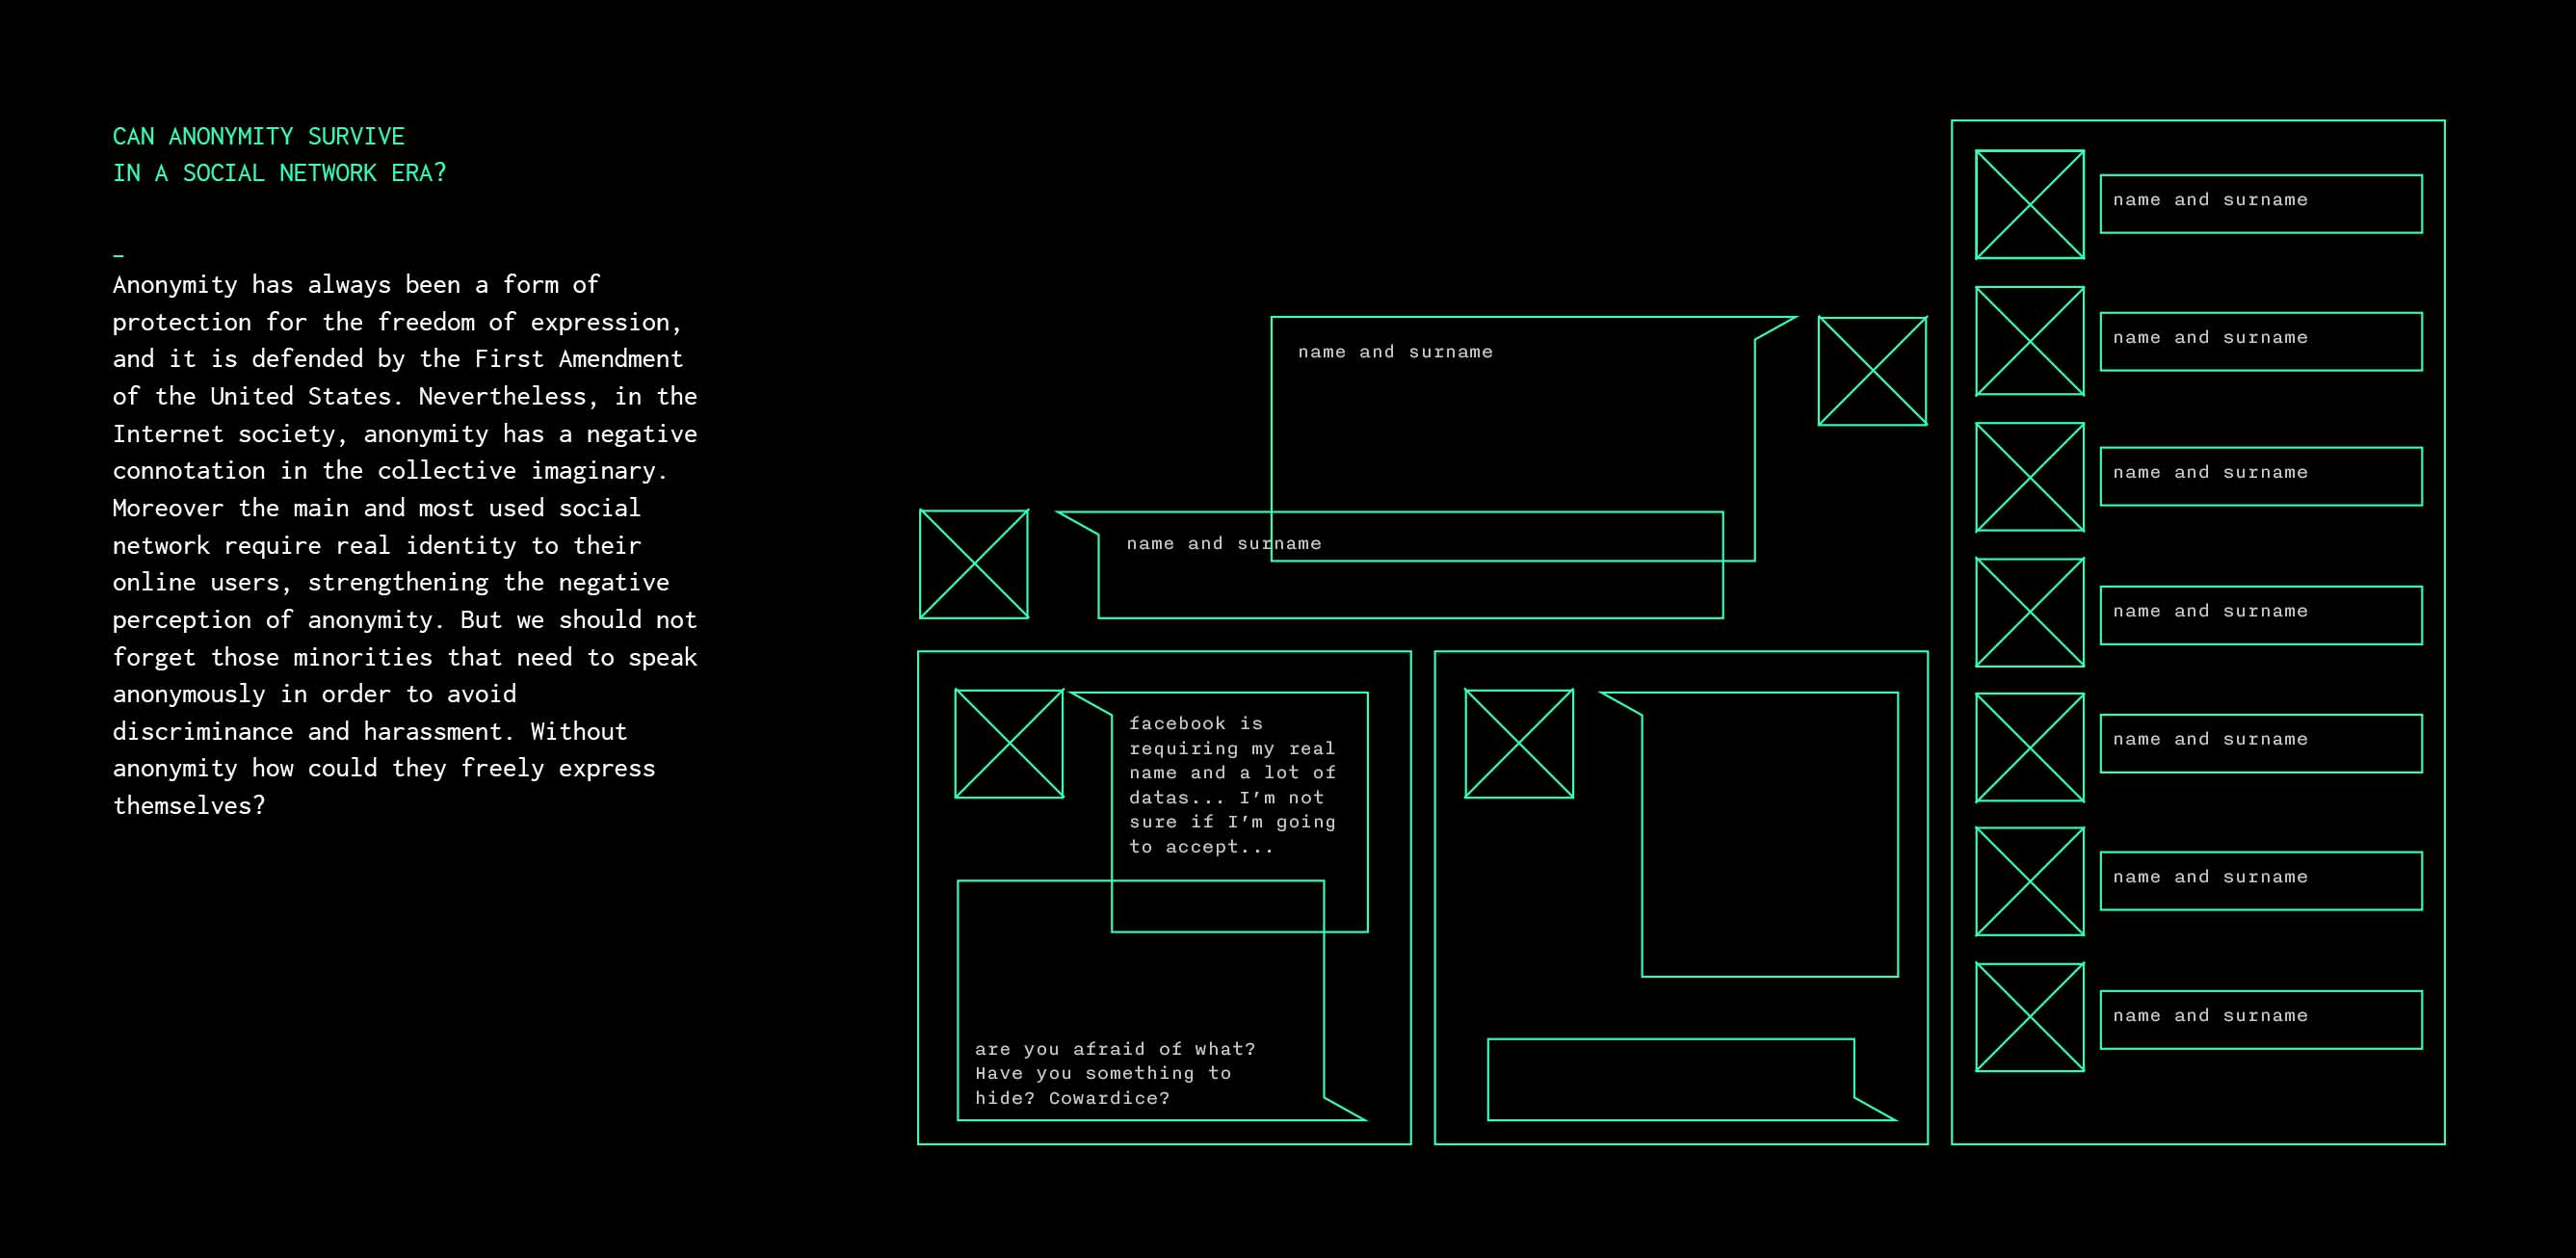 CAN ANONYMITY SURVIVE
IN A SOCIAL NETWORK ERA?
_
Anonymity has always been a form of
protection for the freedom of expression,
and it is defended by the First Amendment
of the United States. Nevertheless, in the
Internet society, anonymity has a negative
connotation in the collective imaginary.
Moreover the main and most used social
network require real identity to their
online users, strengthening the negative
perception of anonymity. But we should not
forget those minorities that need to speak
anonymously in order to avoid
discriminance and harassment. Without
anonymity how could they freely express
themselves?
name and surname
name and surname
facebook is
requiring my real
name and a lot of
datas... I'm not
sure if I'm going
to accept...
are you afraid of what?
Have you something to
hide? Cowardice?
name and surname
name and surname
name and surname
name and surname
name and surname
name and surname
name and surname